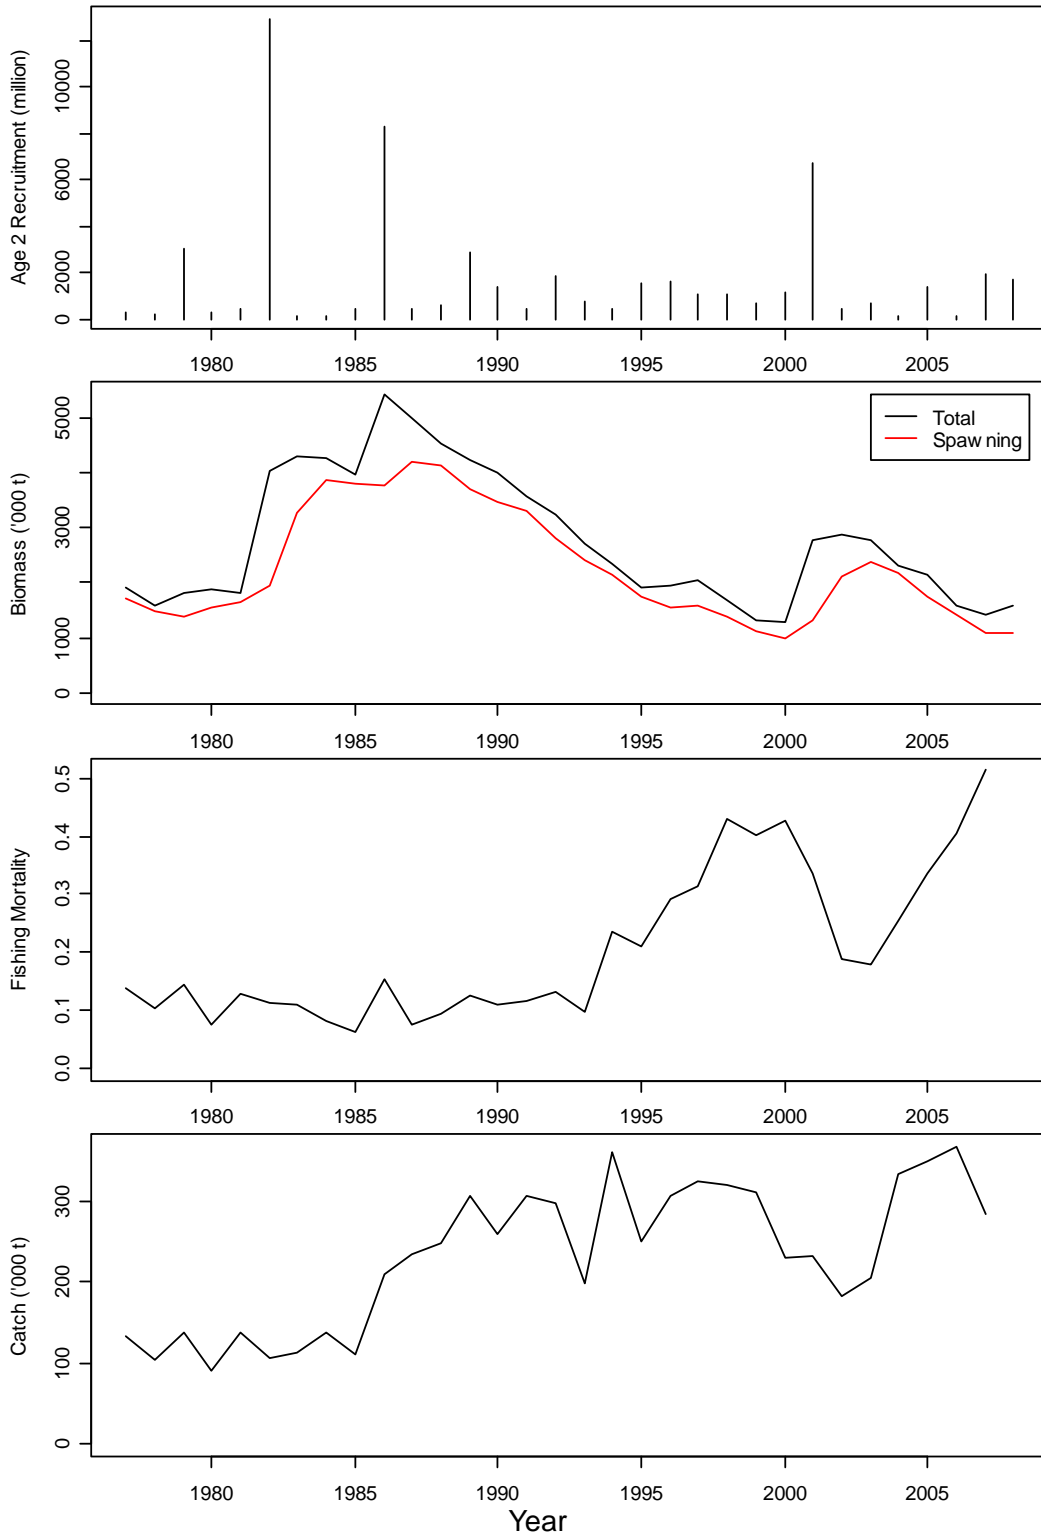 Age 2 Recruitment (million)
0 2000 6000 10000
1980 1985 1990 1995 2000 2005
Biomass ('000 t)
0 1000 3000 5000
Total
Spaw ning
1980 1985 1990 1995 2000 2005
Fishing Mortality
0.0 0.1 0.2 0.3 0.4 0.5
1980 1985 1990 1995 2000 2005
Catch ('000 t)
0 100 200 300
1980 1985 1990 1995 2000 2005
Year